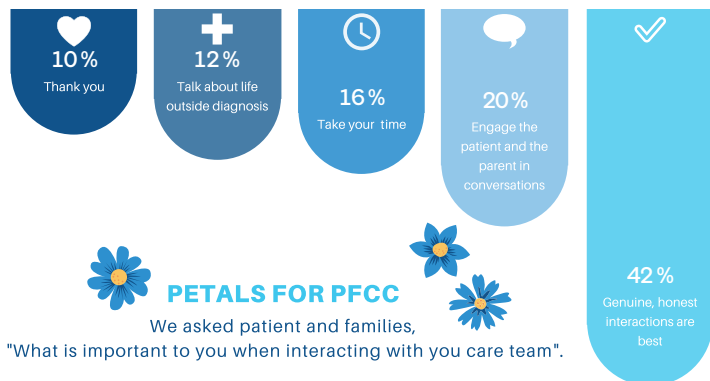 10%
Thank you
12%
Talk about life
outside diagnosis
16%
Take your time
20%
Engage the
patient and the
parent in
conversations
42%
Genuine, honest
interactions are
best
PETALS FOR PFCC
We asked patient and families,
"What is important to you when interacting with you care team".